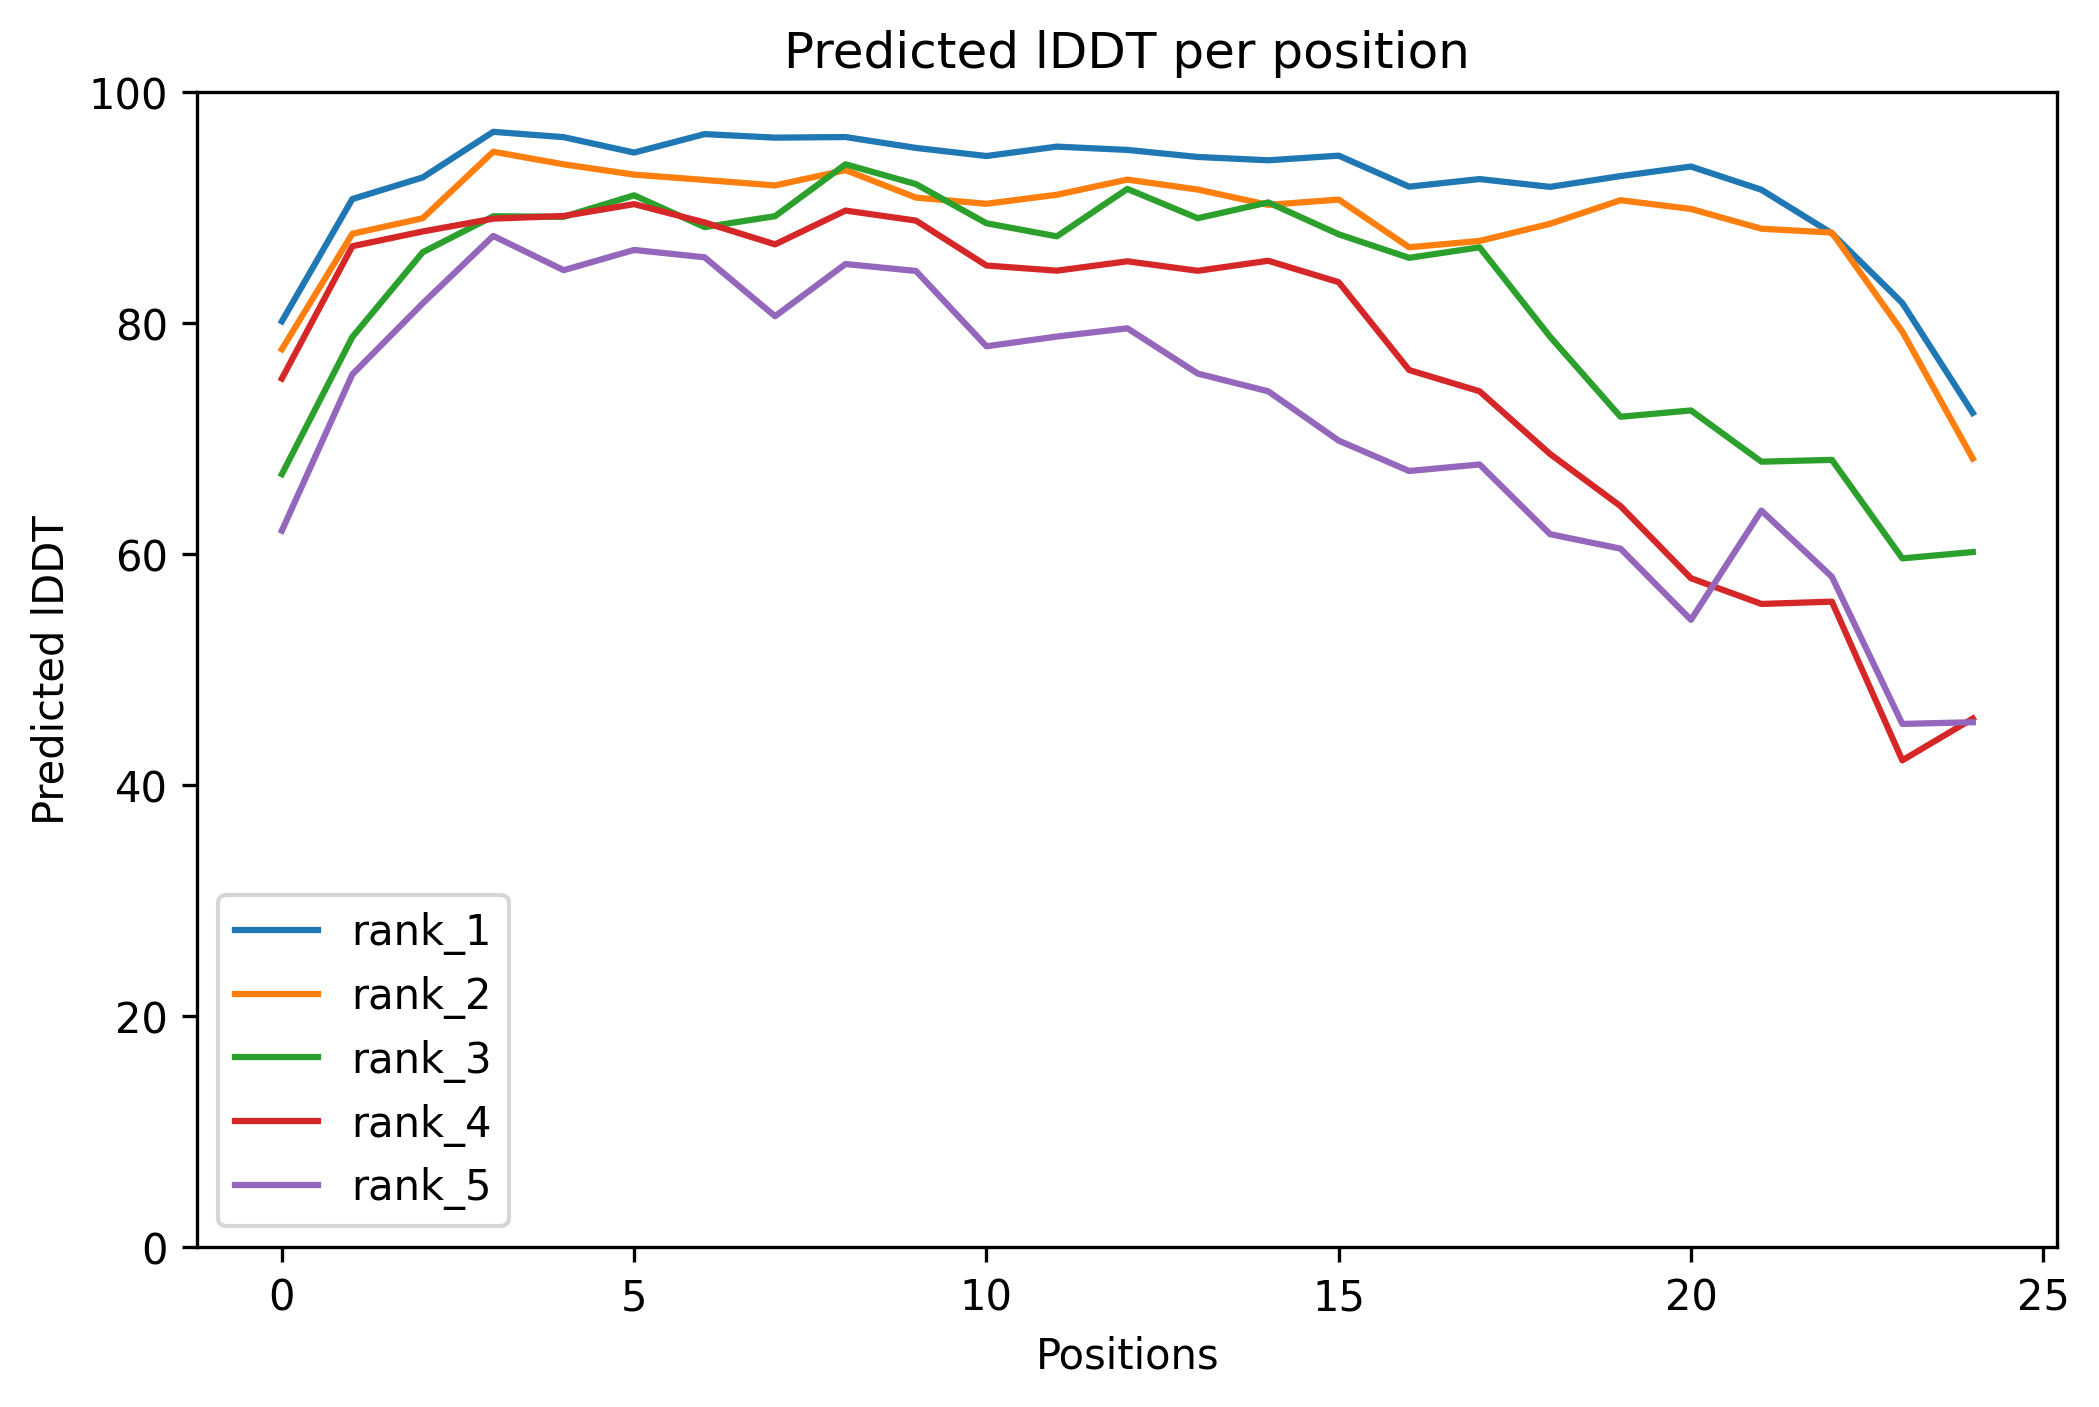 Predicted lDDT per position
Predicted lDDT
100
80
60
40
20
0
rank_1
rank_2
rank_3
rank_4
rank_5
0 5 10 15 20 25
Positions